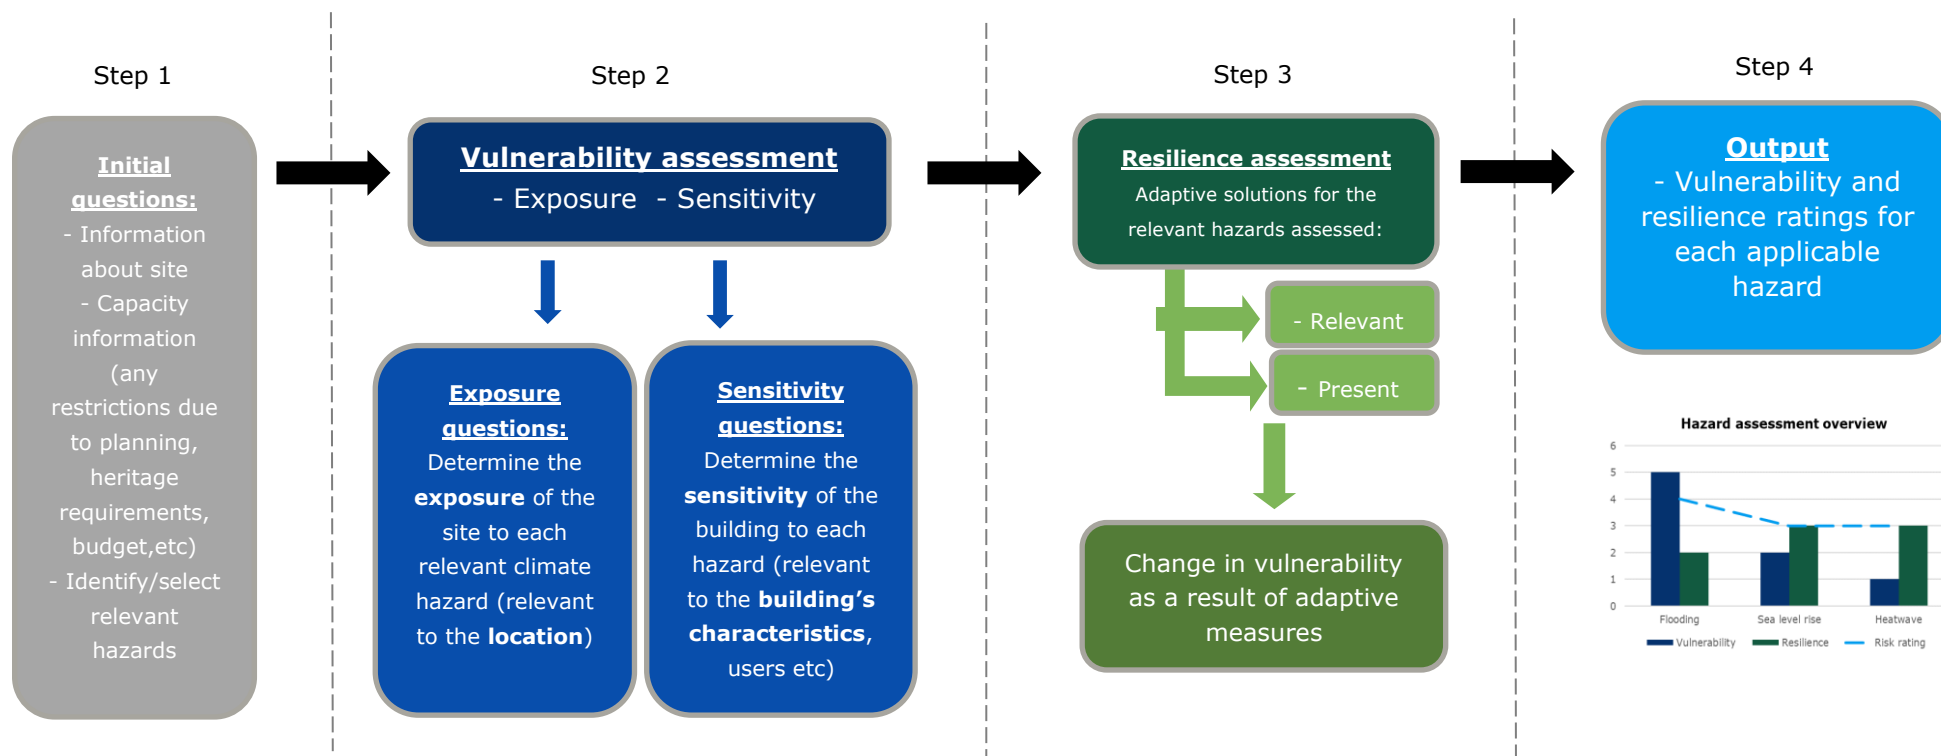 Step 1
Initial
questions:
- Information
about site
- Capacity
information
(any
restrictions due
to planning,
heritage
requirements,
budget,etc)
- Identify/select
relevant
hazards
Step 2
Vulnerability assessment
- Exposure - Sensitivity
Exposure
questions:
Determine the
exposure of the
site to each
relevant climate
hazard (relevant
to the location)
Sensitivity
questions:
Determine the
sensitivity of the
building to each
hazard (relevant
to the building's
characteristics,
users etc)
Step 3
Resilience assessment
Adaptive solutions for the
relevant hazards assessed:
- Relevant
- Present
Change in vulnerability
as a result of adaptive
measures
Step 4
Output
- Vulnerability and
resilience ratings for
each applicable
hazard
Hazard assessment overview
6
5
4
3
2
1
0
Flooding Sea level rise Heatwave
Vulnerability Resilience Risk rating